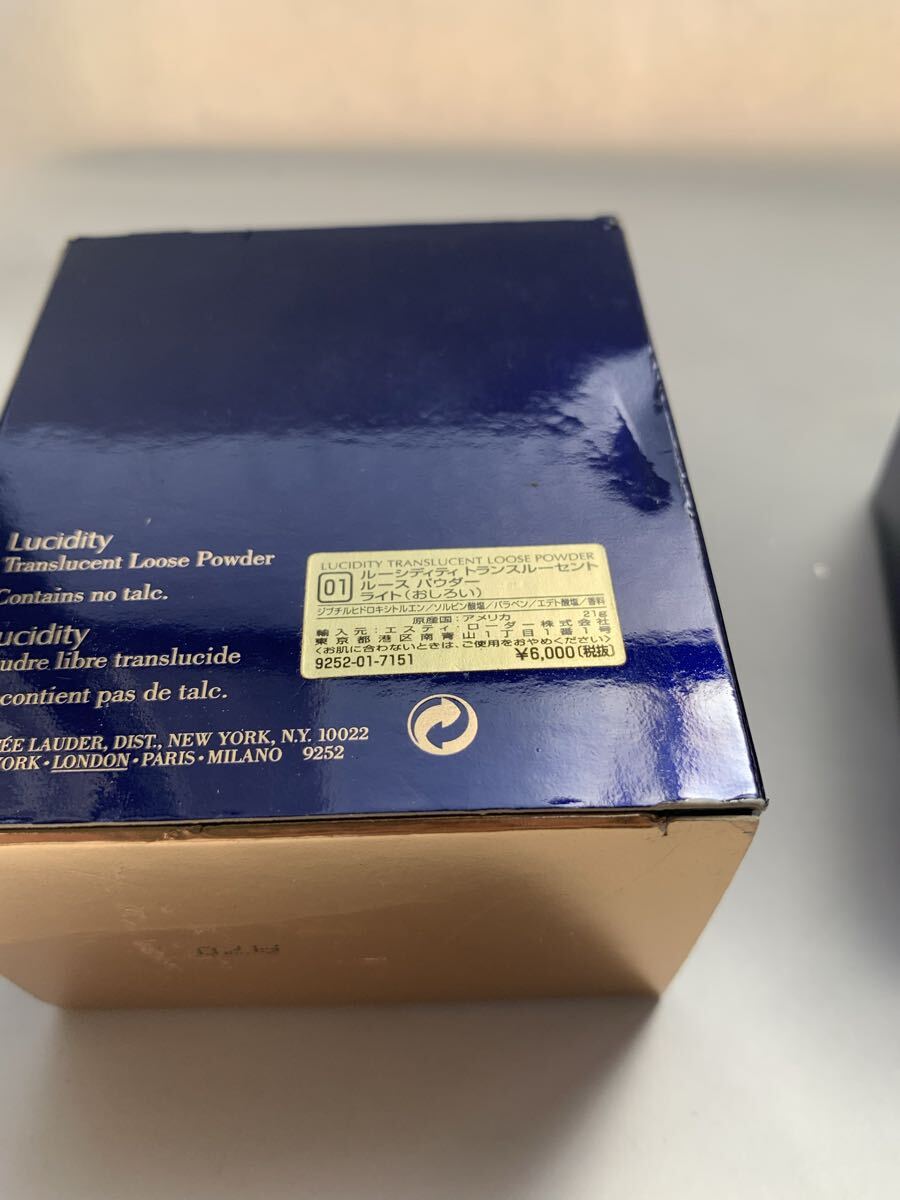 Lucidity
Translucent Loose Powder
Contains no talc.
ucidity
udre libre translucide
contient pas de talc.
ÉE LAUDER, DIST., NEW YORK, N.Y. 10022
YORK · LONDON · PARIS · MILANO 9252
LUCIDITY TRANSLUCENT LOOSE POWDER
01 ルーシディティ トランスルーセント
ルース パウダー
ライト(おしろい)
ジブチルヒドロキシトルエン/ソルビン酸塩/パラベン/エデト酸塩/香料
原産国:アメリカ 21g
輸入元:エスティ ローダー株式会社
東京都港区南青山1丁目1番1号
〈お肌に合わないときは、ご使用をおやめください〉
9252-01-7151 ¥6,000(税抜)